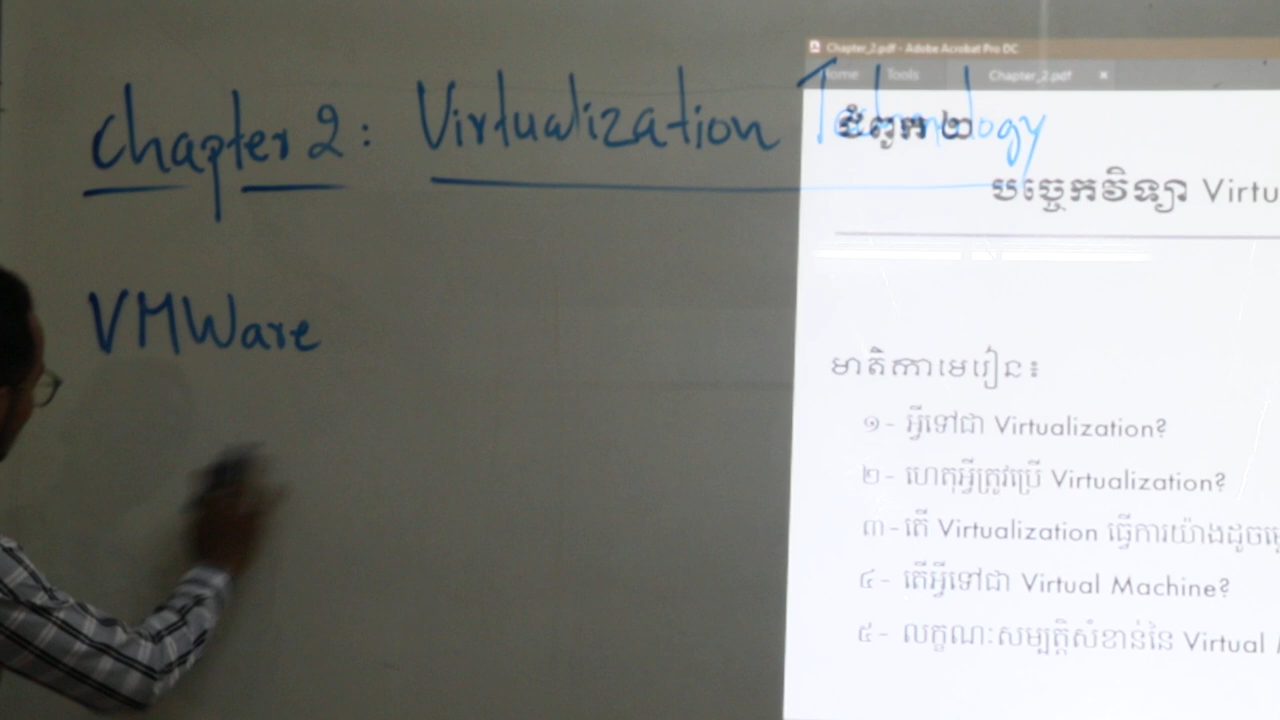 Chapter 2: Virtualization Technology
VMWare
Chapter_2.pdf - Adobe Acrobat Pro DC
Home Tools Chapter_2.pdf ×
ជំពូក ២
បច្ចេកវិទ្យា Virtu
មាតិកាមេរៀន៖
១- អ្វីទៅជា Virtualization?
២- ហេតុអ្វីត្រូវប្រើ Virtualization?
៣- តើ Virtualization ធ្វើការយ៉ាងដូច
៤- តើអ្វីទៅជា Virtual Machine?
៥- លក្ខណៈសម្បត្តិសំខាន់នៃ Virtual